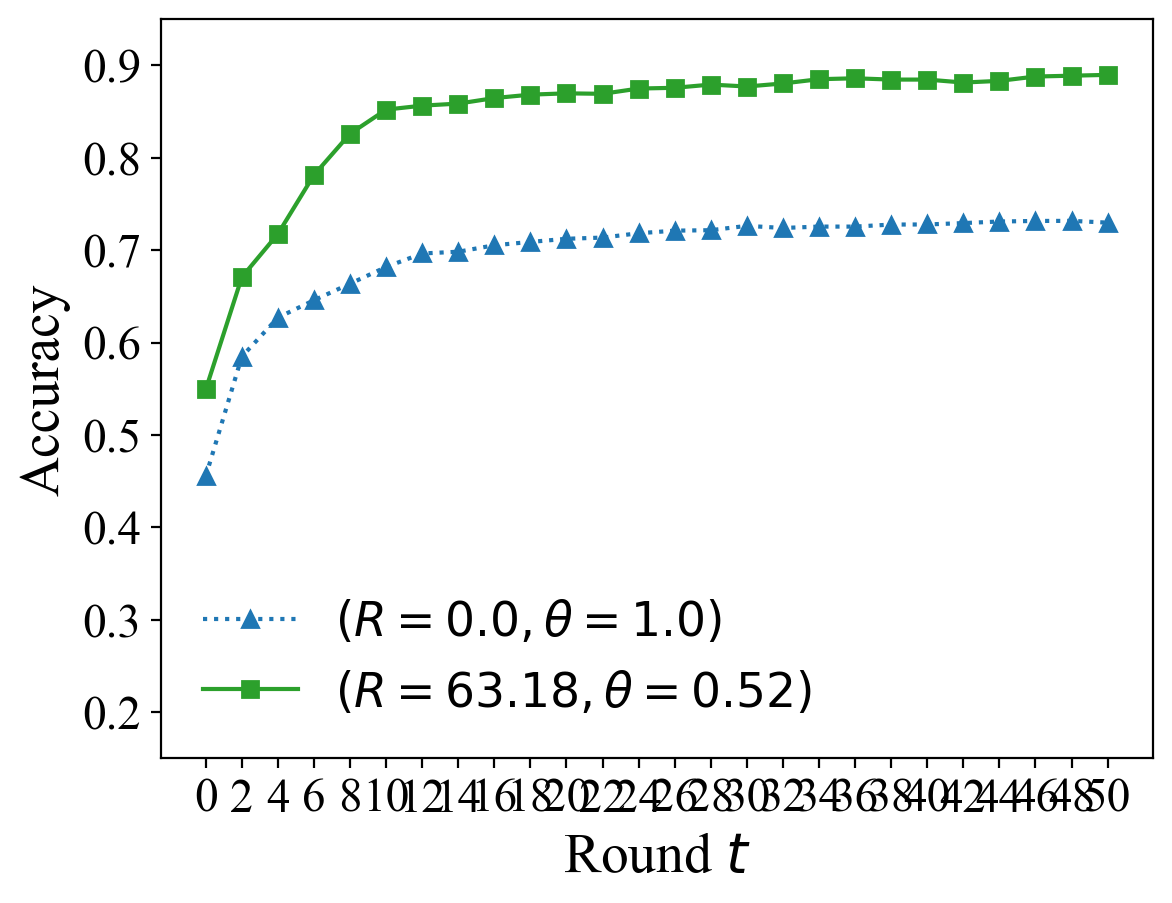 0.9
0.8
0.7
0.6
0.5
0.4
0.3
0.2
Accuracy
(R = 0.0, θ = 1.0)
(R = 63.18, θ = 0.52)
0 2 4 6 8 10 12 14 16 18 20 22 24 26 28 30 32 34 36 38 40 42 44 46 48 50
Round t